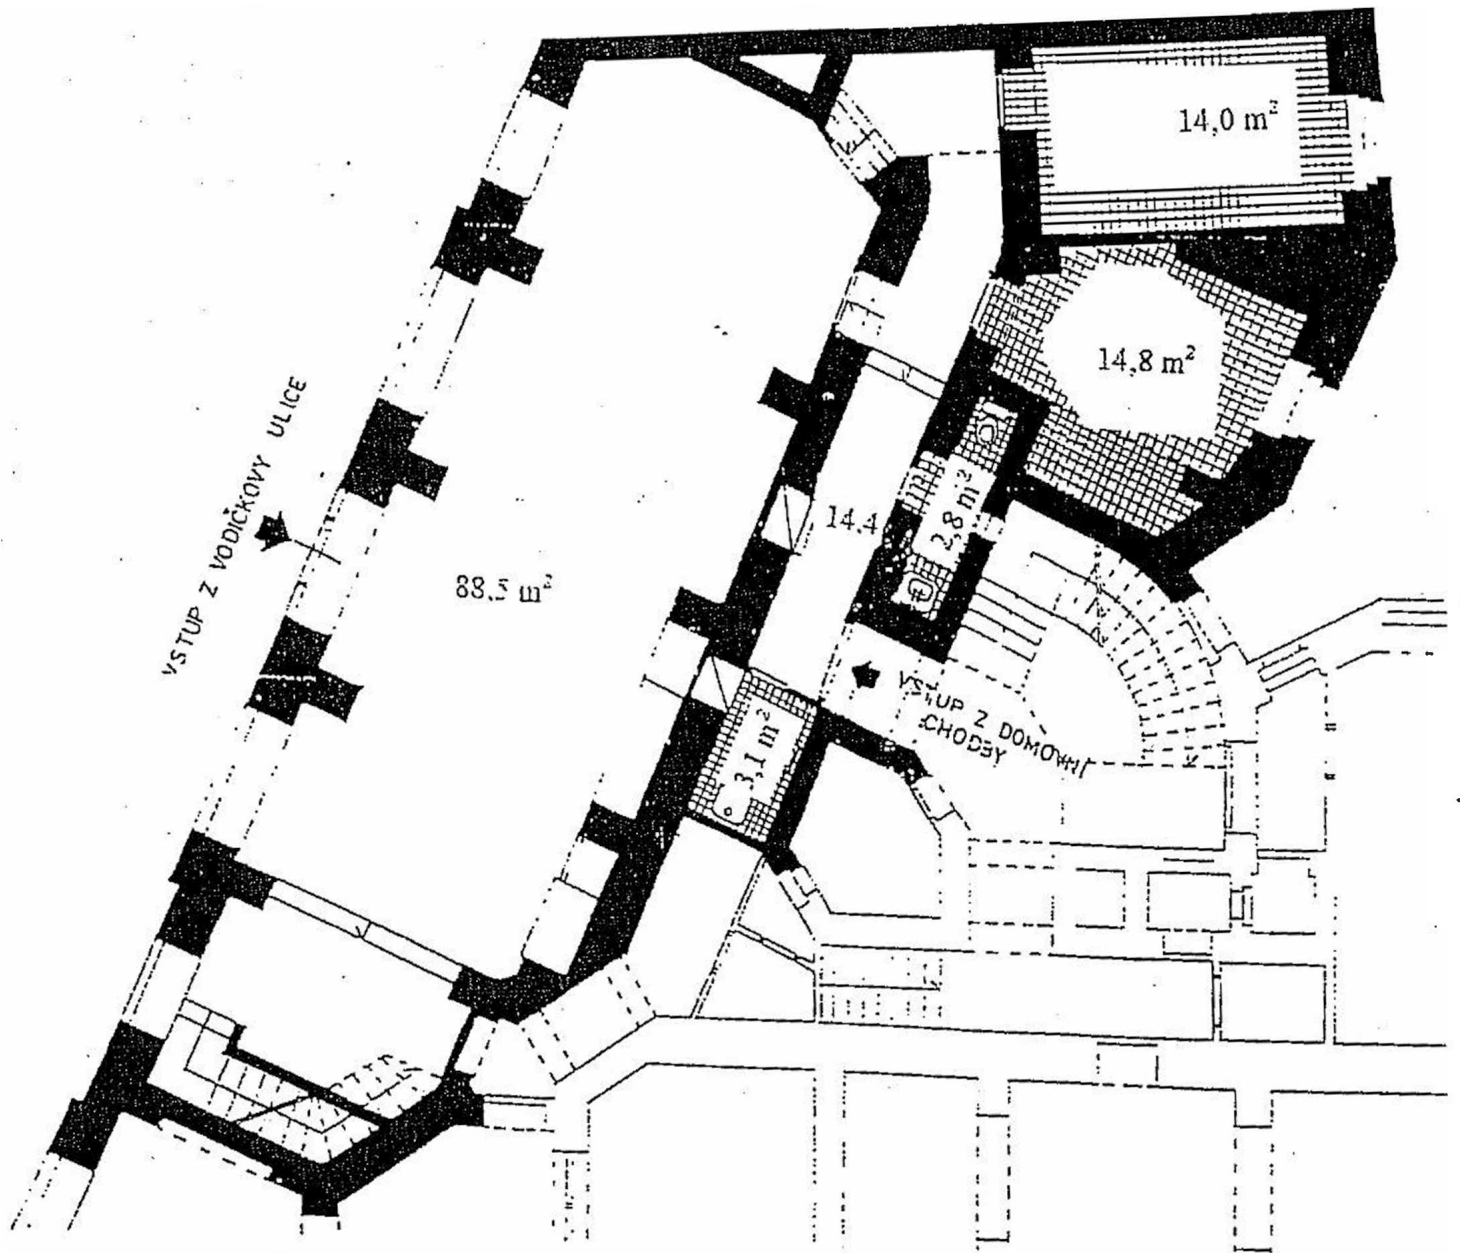 14,0 m²
14,8 m²
VSTUP Z VODIČKOVY ULICE
14,4
2,8 m²
88,5 m²
VSTUP Z DOMOVNÍ
CHODBY
3,1 m²